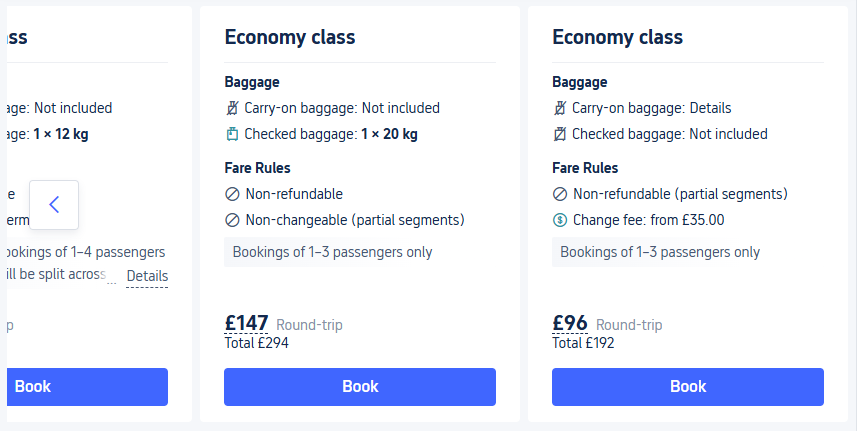 ss
age: Not included
age: 1 × 12 kg
e
erm
ookings of 1–4 passengers
ill be split across...
Details
p
Book
Economy class
Baggage
Carry-on baggage: Not included
Checked baggage: 1 × 20 kg
Fare Rules
Non-refundable
Non-changeable (partial segments)
Bookings of 1–3 passengers only
£147 Round-trip
Total £294
Book
Economy class
Baggage
Carry-on baggage: Details
Checked baggage: Not included
Fare Rules
Non-refundable (partial segments)
Change fee: from £35.00
Bookings of 1–3 passengers only
£96 Round-trip
Total £192
Book